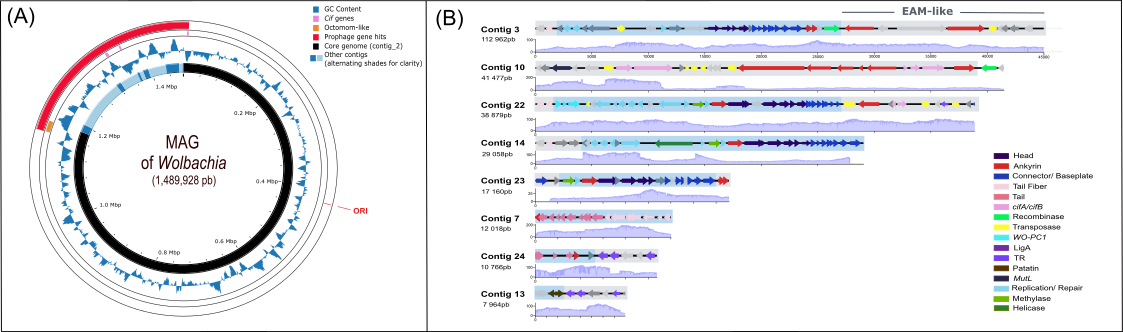 (A)
GC Content
Cif genes
Octomom-like
Prophage gene hits
Core genome (contig_2)
Other contigs
(alternating shades for clarity)
1.4 Mbp
0.2 Mbp
1.2 Mbp
MAG
of Wolbachia
(1,489,928 pb)
0.4 Mbp
1.0 Mbp
ORI
0.6 Mbp
0.8 Mbp
(B)
EAM-like
Contig 3
112 962pb
Contig 10
41 477pb
Contig 22
38 879pb
Contig 14
29 058pb
Contig 23
17 160pb
Contig 7
12 018pb
Contig 24
10 766pb
Contig 13
7 964pb
Head
Ankyrin
Connector/ Baseplate
Tail Fiber
Tail
cifA/cifB
Recombinase
Transposase
WO-PC1
LigA
TR
Patatin
MutL
Replication/ Repair
Methylase
Helicase